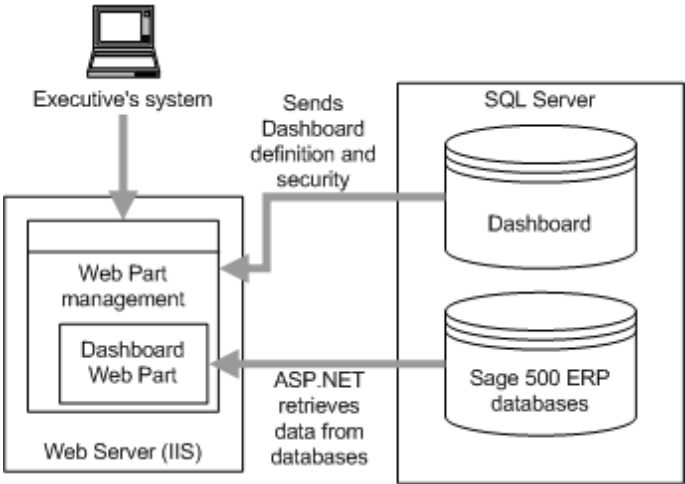 Executive's system
Sends
Dashboard
definition and
security
SQL Server
Dashboard
Web Part
management
Dashboard
Web Part
Web Server (IIS)
ASP.NET
retrieves
data from
databases
Sage 500 ERP
databases